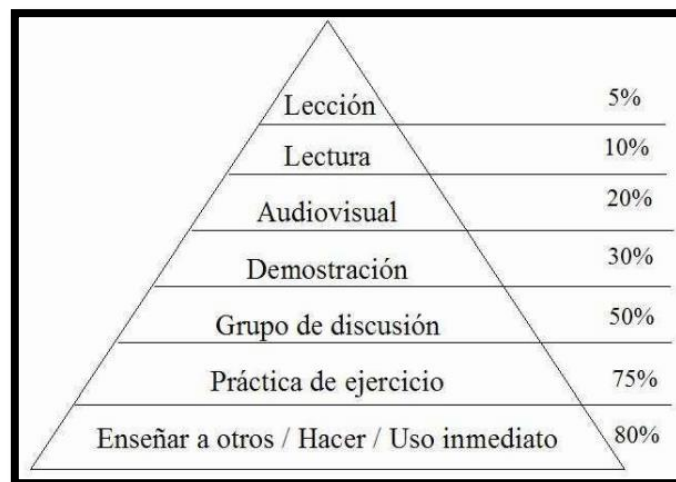 Lección 5%
Lectura 10%
Audiovisual 20%
Demostración 30%
Grupo de discusión 50%
Práctica de ejercicio 75%
Enseñar a otros / Hacer / Uso inmediato 80%